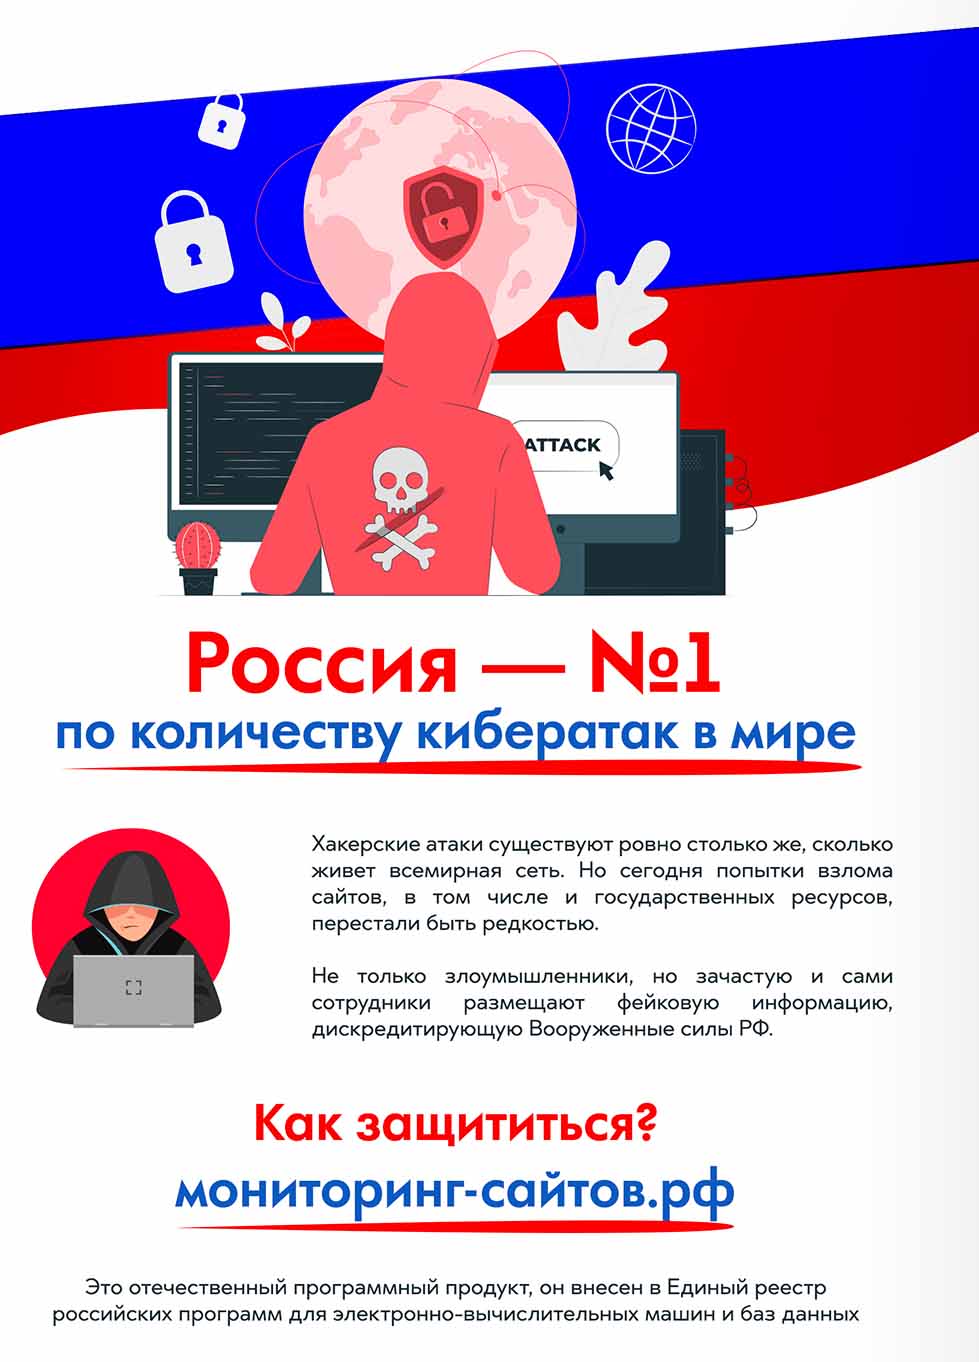 ATTACK
Россия — №1
по количеству кибератак в мире
Хакерские атаки существуют ровно столько же, сколько
живет всемирная сеть. Но сегодня попытки взлома
сайтов, в том числе и государственных ресурсов,
перестали быть редкостью.
Не только злоумышленники, но зачастую и сами
сотрудники размещают фейковую информацию,
дискредитирующую Вооруженные силы РФ.
Как защититься?
мониторинг-сайтов.рф
Это отечественный программный продукт, он внесен в Единый реестр
российских программ для электронно-вычислительных машин и баз данных